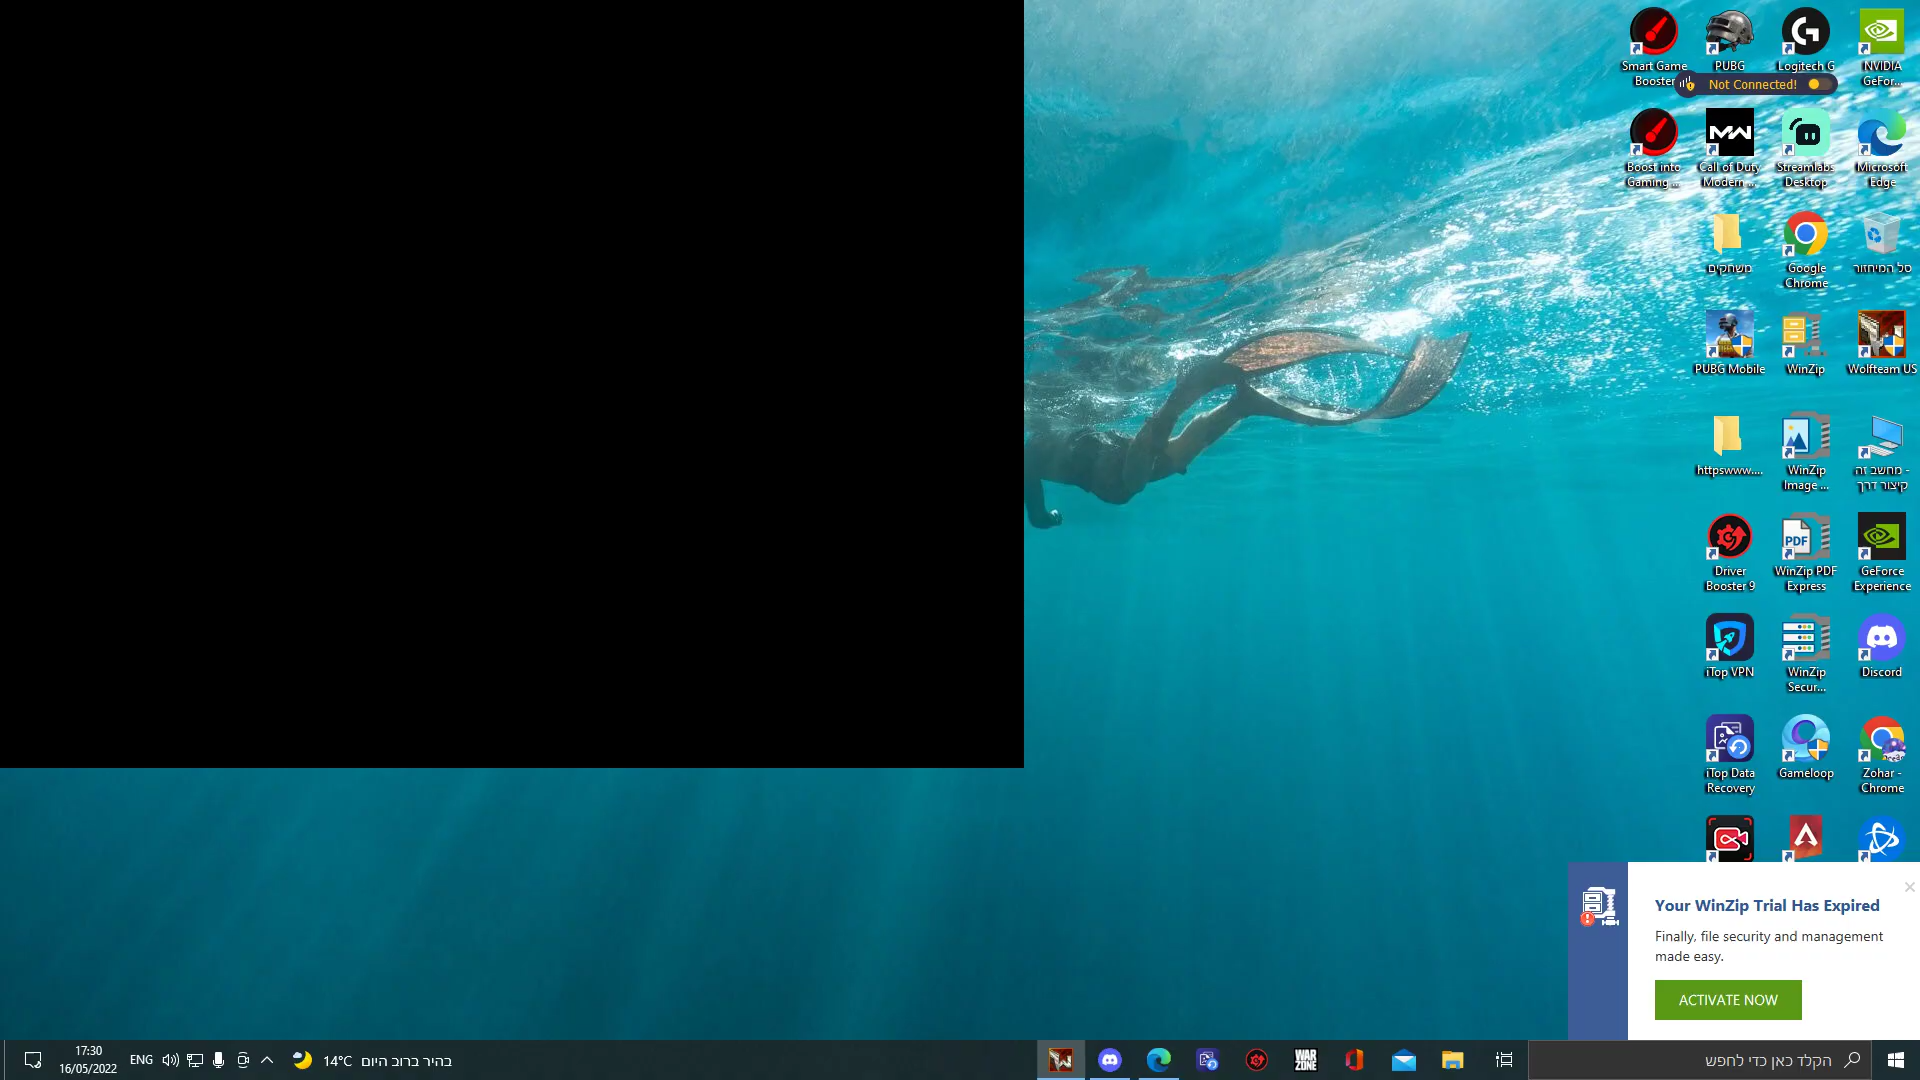 Smart Game
Booster
PUBG
Logitech G
NVIDIA
GeFor...
Not Connected!
Boost into
Gaming ...
MW
Call of Duty
Modern ...
Streamlabs
Desktop
Microsoft
Edge
משחקים
Google
Chrome
סל המיחזור
PUBG Mobile
WinZip
Wolfteam US
httpswww....
WinZip
Image ...
מחשב זה -
קיצור דרך
Driver
Booster 9
PDF
WinZip PDF
Express
GeForce
Experience
iTop VPN
WinZip
Secur...
Discord
iTop Data
Recovery
Gameloop
Zohar -
Chrome
Your WinZip Trial Has Expired
Finally, file security and management
made easy.
ACTIVATE NOW
17:30
16/05/2022
ENG
14°C
בהיר ברוב היום
WAR
ZONE
הקלד כאן כדי לחפש